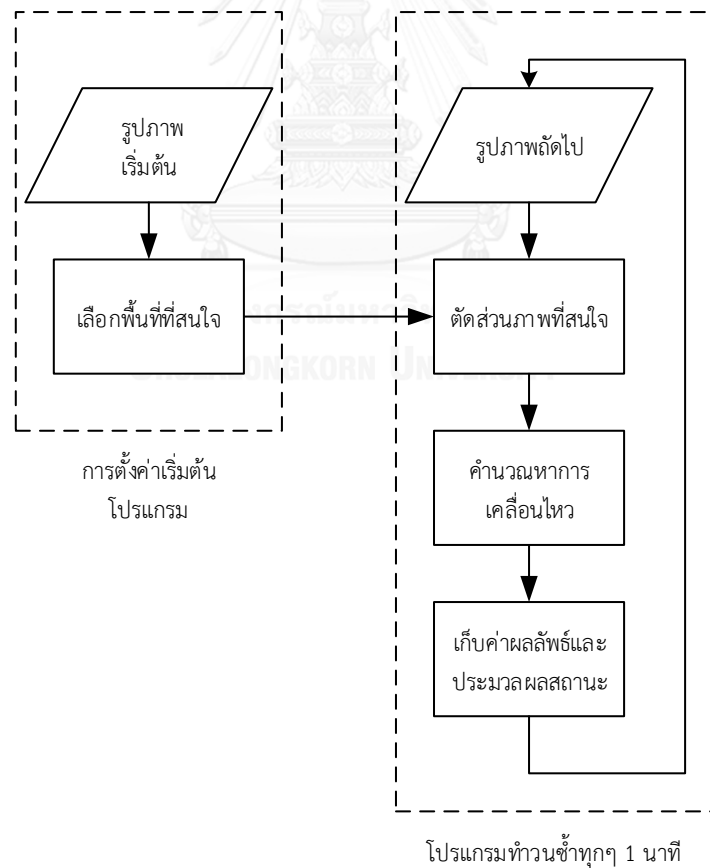 รูปภาพ
เริ่มต้น
เลือกพื้นที่ที่สนใจ
การตั้งค่าเริ่มต้น
โปรแกรม
รูปภาพถัดไป
ตัดส่วนภาพที่สนใจ
คำนวณหาการ
เคลื่อนไหว
เก็บค่าผลลัพธ์และ
ประมวลผลสถานะ
โปรแกรมทำวนซ้ำทุกๆ 1 นาที